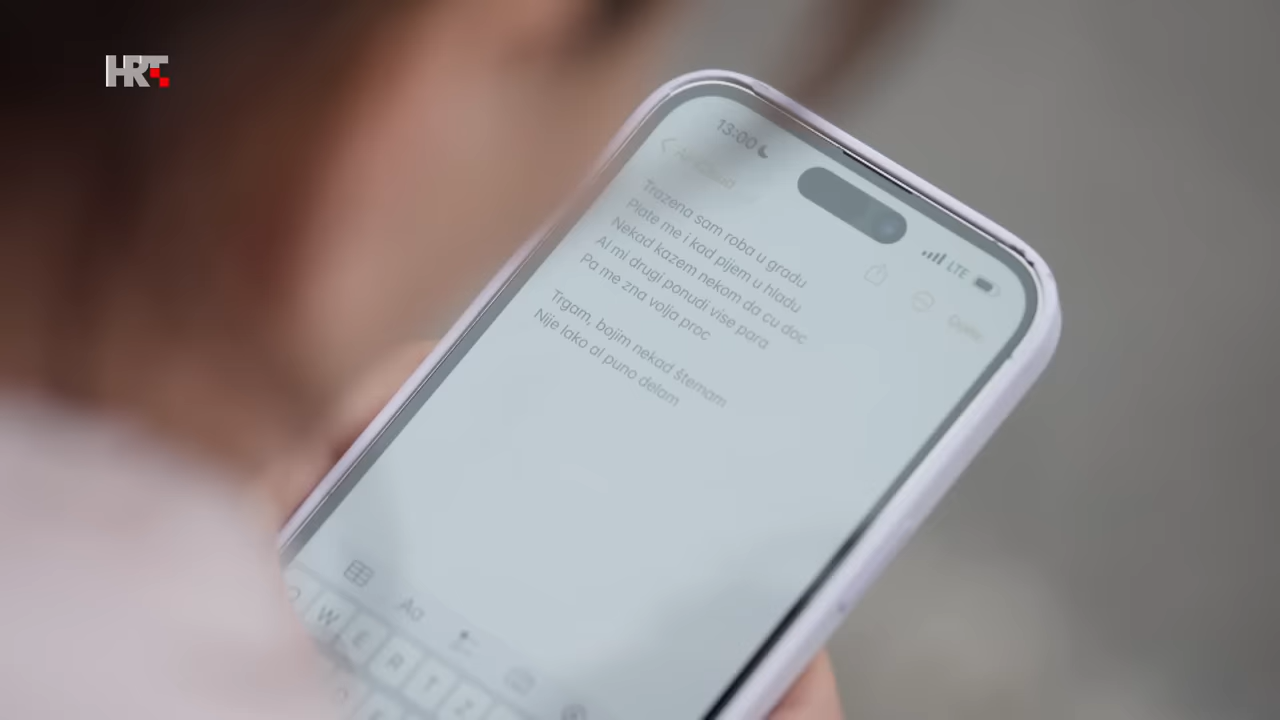 HRT
13:00
LTE
Trazena sam roba u gradu
Plate me i kad pijem u hladu
Nekad kazem nekom da cu doc
Al mi drugi ponudi vise para
Pa me zna volja proc
Trgam, bojim nekad štemam
Nije lako al puno delam
Aa
W E R T Z